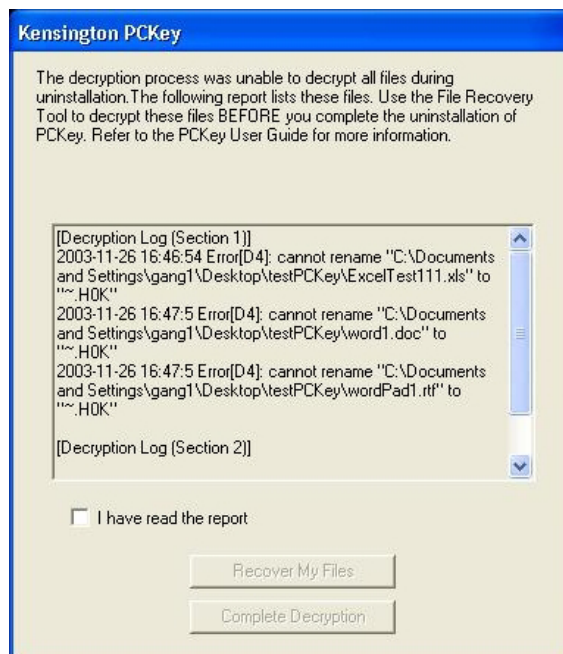 Kensington PCKey
The decryption process was unable to decrypt all files during
uninstallation.The following report lists these files. Use the File Recovery
Tool to decrypt these files BEFORE you complete the uninstallation of
PCKey. Refer to the PCKey User Guide for more information.
[Decryption Log (Section 1)]
2003-11-26 16:46:54 Error[D4]: cannot rename "C:\Documents
and Settings\gang1\Desktop\testPCKey\ExcelTest111.xls" to
"~.H0K"
2003-11-26 16:47:5 Error[D4]: cannot rename "C:\Documents
and Settings\gang1\Desktop\testPCKey\word1.doc" to
"~.H0K"
2003-11-26 16:47:5 Error[D4]: cannot rename "C:\Documents
and Settings\gang1\Desktop\testPCKey\wordPad1.rtf" to
"~.H0K"
[Decryption Log (Section 2)]
I have read the report
Recover My Files
Complete Decryption